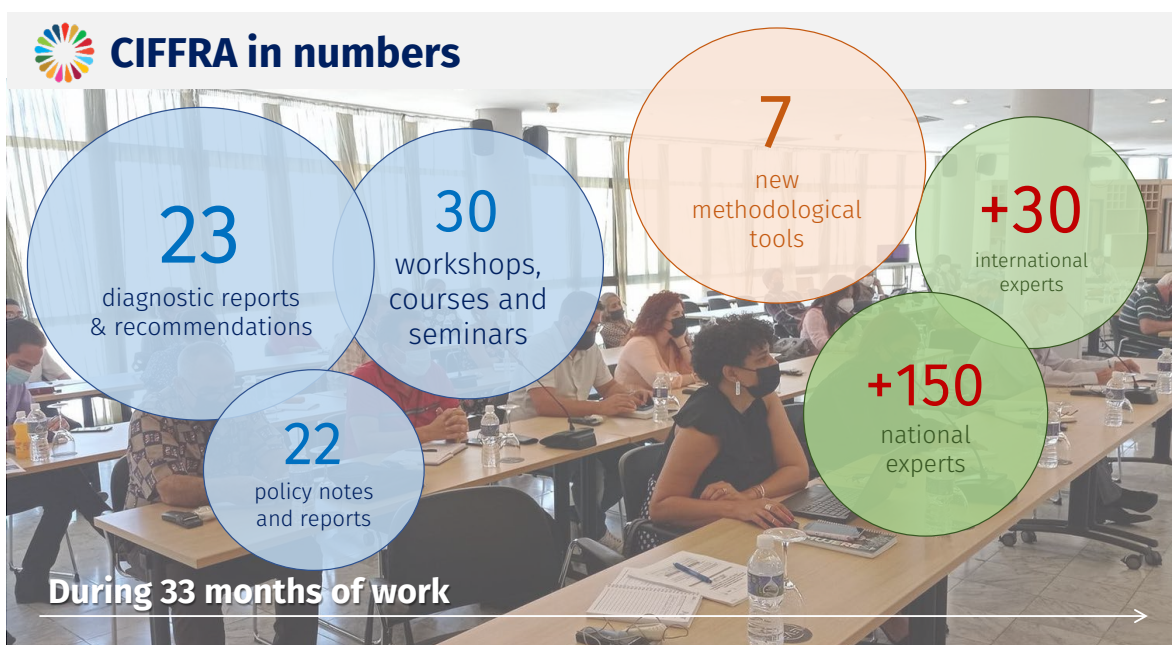 CIFFRA in numbers
23
diagnostic reports
& recommendations
30
workshops,
courses and
seminars
7
new
methodological
tools
+30
international
experts
+150
national
experts
22
policy notes
and reports
During 33 months of work